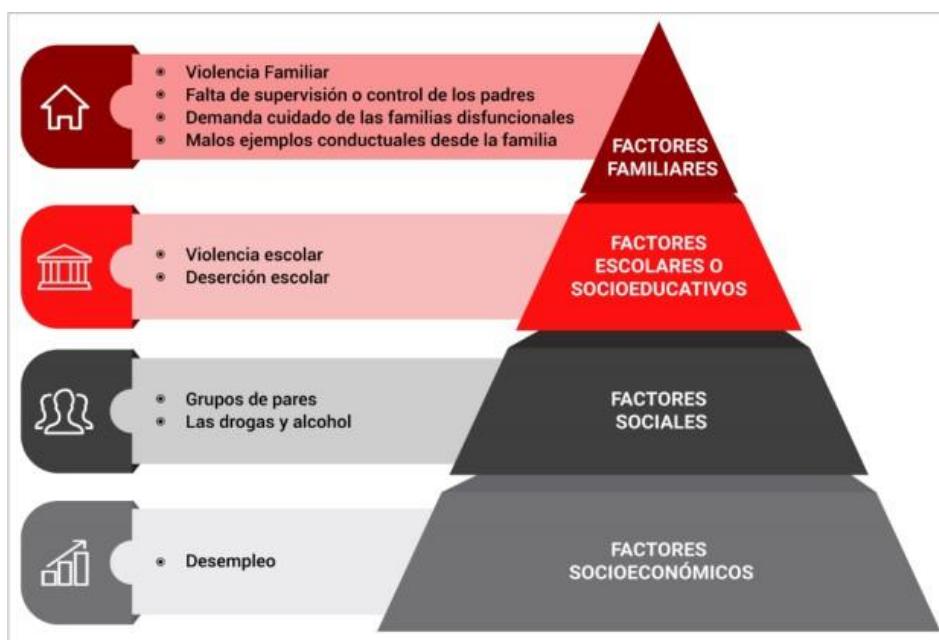 Violencia Familiar
Falta de supervisión o control de los padres
Demanda cuidado de las familias disfuncionales
Malos ejemplos conductuales desde la familia
FACTORES
FAMILIARES
Violencia escolar
Deserción escolar
FACTORES
ESCOLARES O
SOCIOEDUCATIVOS
Grupos de pares
Las drogas y alcohol
FACTORES
SOCIALES
Desempleo
FACTORES
SOCIOECONÓMICOS